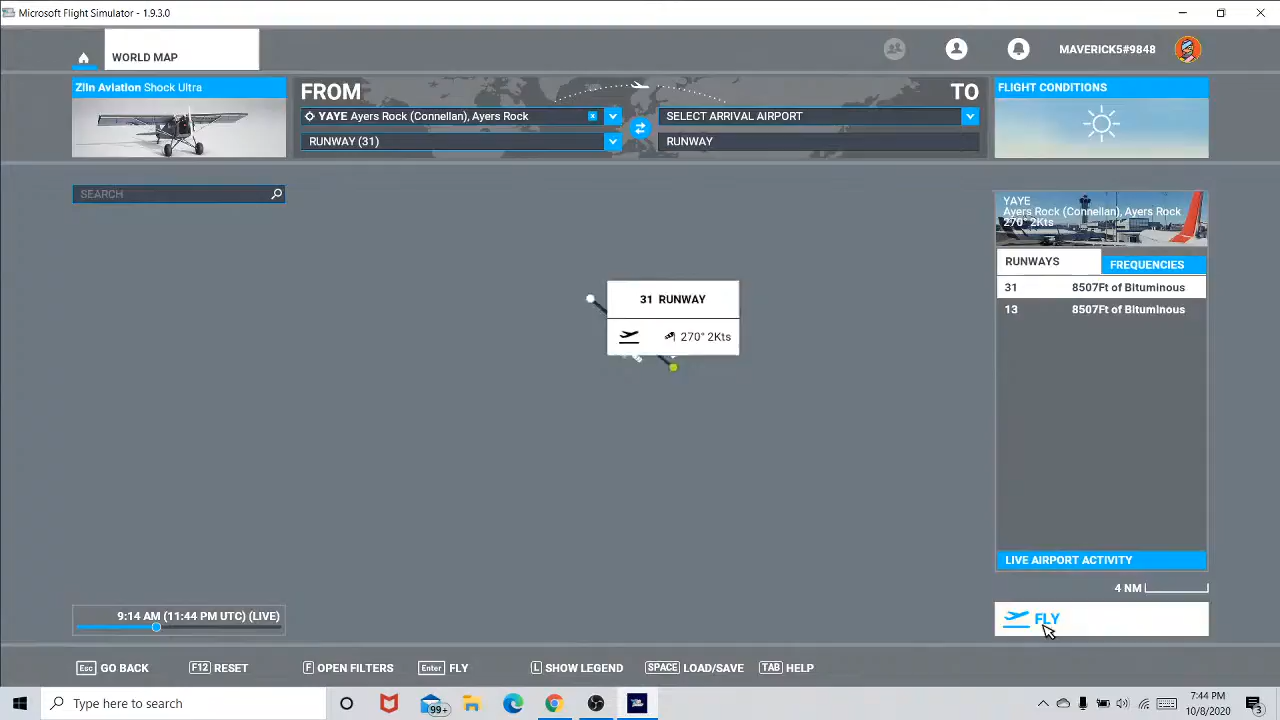 Microsoft Flight Simulator - 1.9.3.0
WORLD MAP
MAVERICK5#9848
Zlin Aviation Shock Ultra
FROM
TO
FLIGHT CONDITIONS
YAYE Ayers Rock (Connellan), Ayers Rock
SELECT ARRIVAL AIRPORT
RUNWAY (31)
RUNWAY
SEARCH
YAYE
Ayers Rock (Connellan), Ayers Rock
270° 2Kts
RUNWAYS
FREQUENCIES
31 8507Ft of Bituminous
13 8507Ft of Bituminous
31 RUNWAY
270° 2Kts
LIVE AIRPORT ACTIVITY
4 NM
9:14 AM (11:44 PM UTC) (LIVE)
FLY
Esc GO BACK
F12 RESET
F OPEN FILTERS
Enter FLY
L SHOW LEGEND
SPACE LOAD/SAVE
TAB HELP
Type here to search
99+
7:44 PM
10/8/2020
3